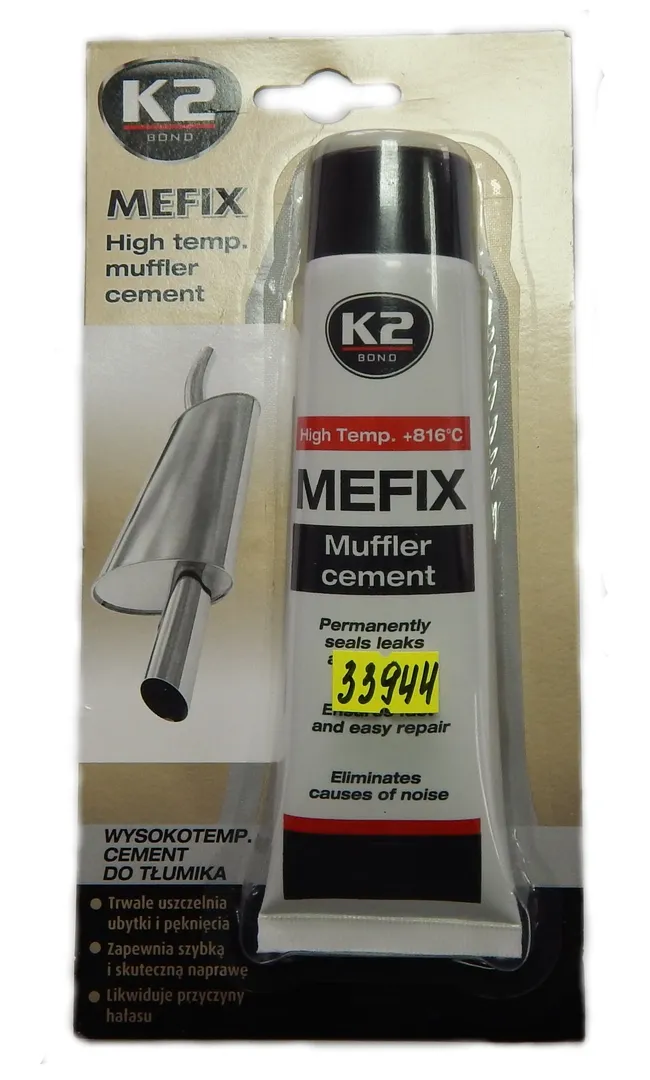 K2
BOND
MEFIX
High temp.
muffler
cement
K2
BOND
High Temp. +816°C
MEFIX
Muffler
cement
Permanently
seals leaks
33944
and easy repair
Eliminates
causes of noise
WYSOKOTEMP.
CEMENT
DO TŁUMIKA
• Trwale uszczelnia
ubytki i pęknięcia
• Zapewnia szybką
i skuteczną naprawę
• Likwiduje przyczyny
hałasu